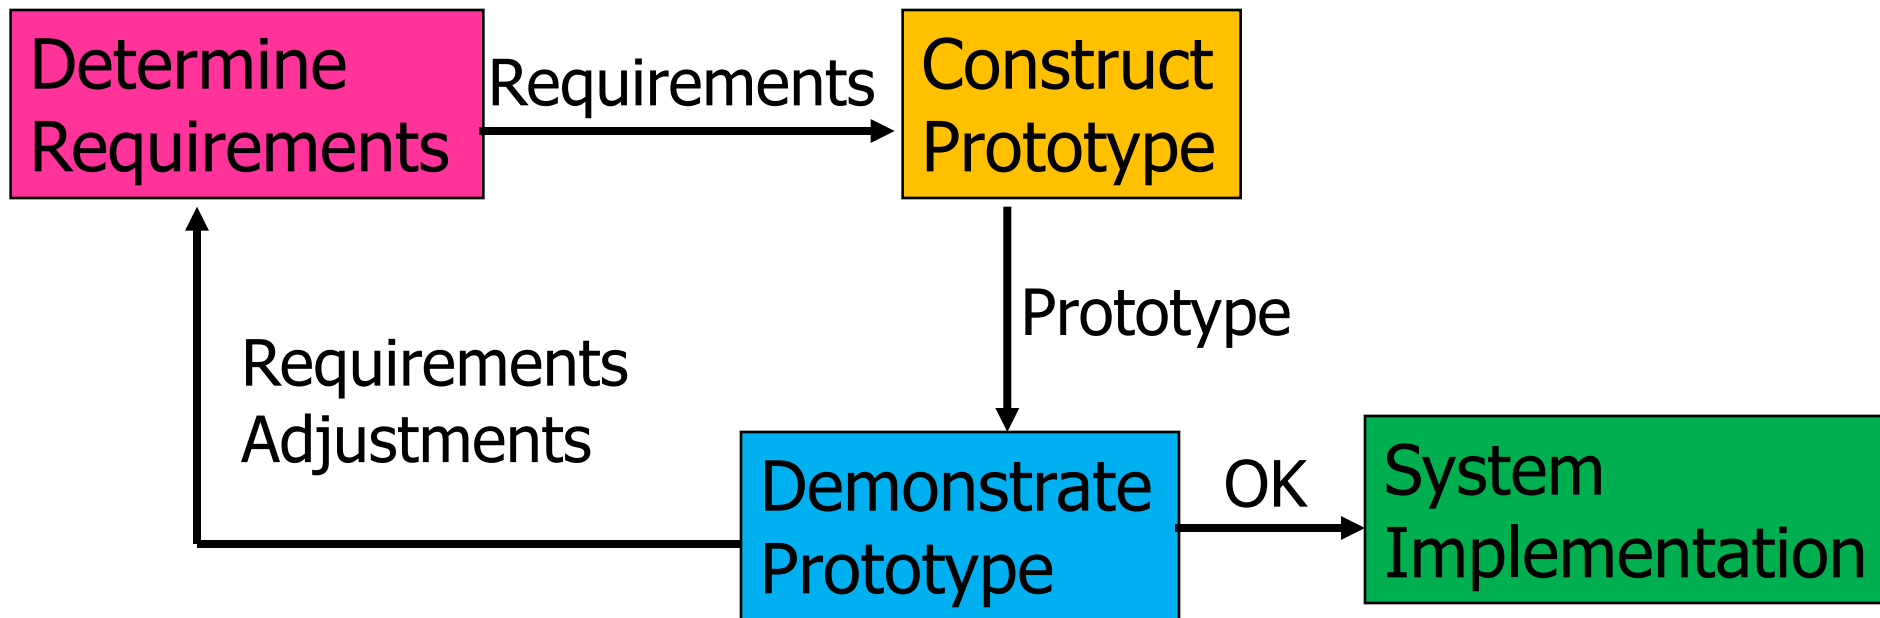 Determine
Requirements
Requirements
Construct
Prototype
Prototype
Requirements
Adjustments
Demonstrate
Prototype
OK
System
Implementation